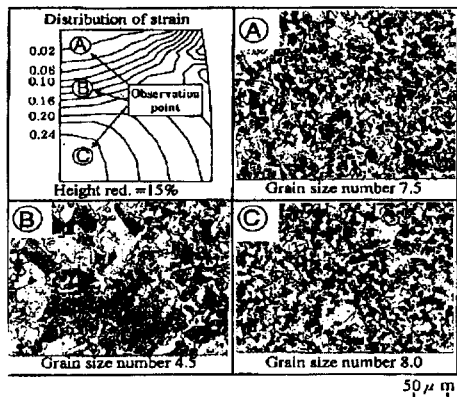 Distribution of strain
A
0.02
0.06
0.10
B
Observation
point
0.16
0.20
0.24
C
Height red. =15%
A
Grain size number 7.5
B
Grain size number 4.5
C
Grain size number 8.0
50 μ m